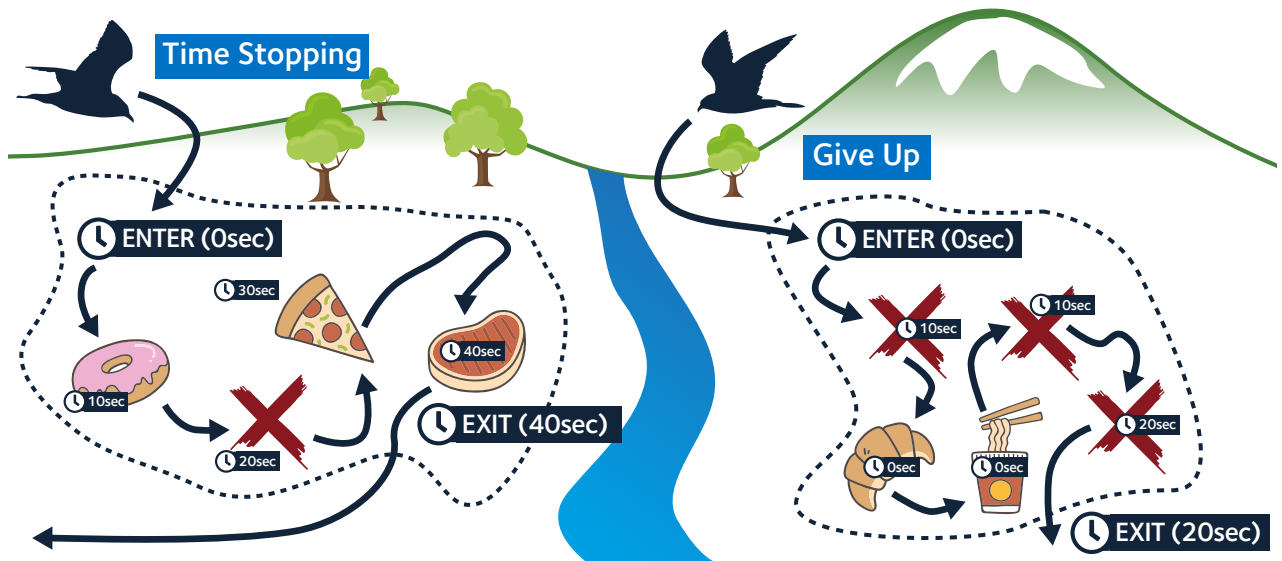 Time Stopping
ENTER (0sec)
10sec
20sec
30sec
40sec
EXIT (40sec)
Give Up
ENTER (0sec)
10sec
0sec
0sec
10sec
20sec
EXIT (20sec)